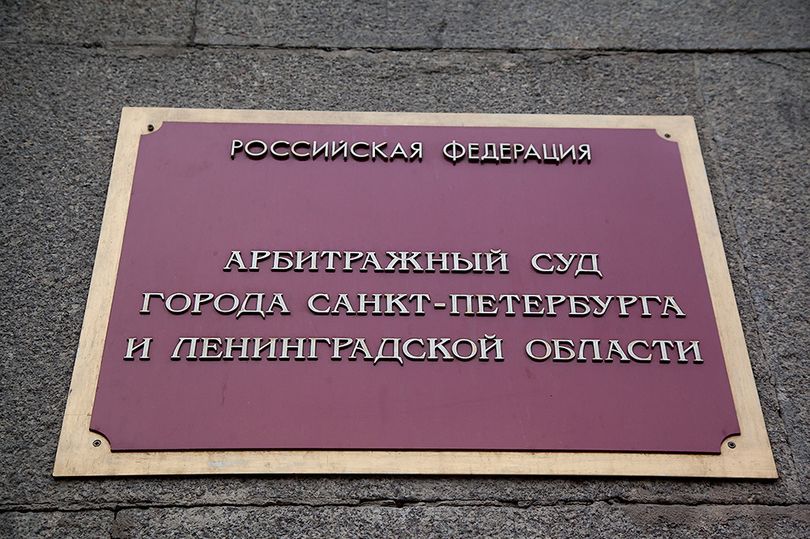 РОССИЙСКАЯ ФЕДЕРАЦИЯ
АРБИТРАЖНЫЙ СУД
ГОРОДА САНКТ-ПЕТЕРБУРГА
И ЛЕНИНГРАДСКОЙ ОБЛАСТИ